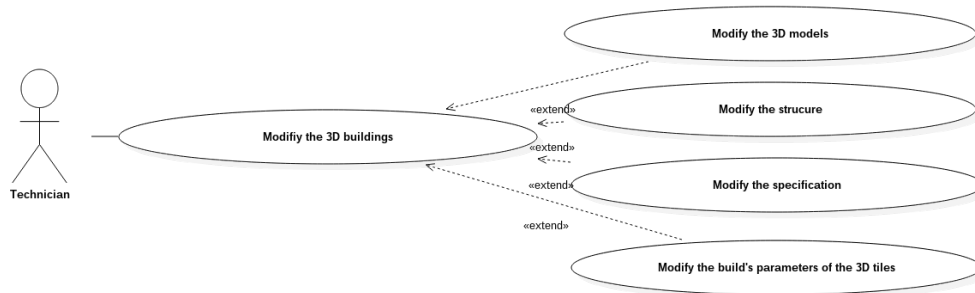 Modify the 3D models
«extend»
Modify the strucure
Modifiy the 3D buildings
«extend»
Modify the specification
«extend»
Technician
«extend»
Modify the build's parameters of the 3D tiles